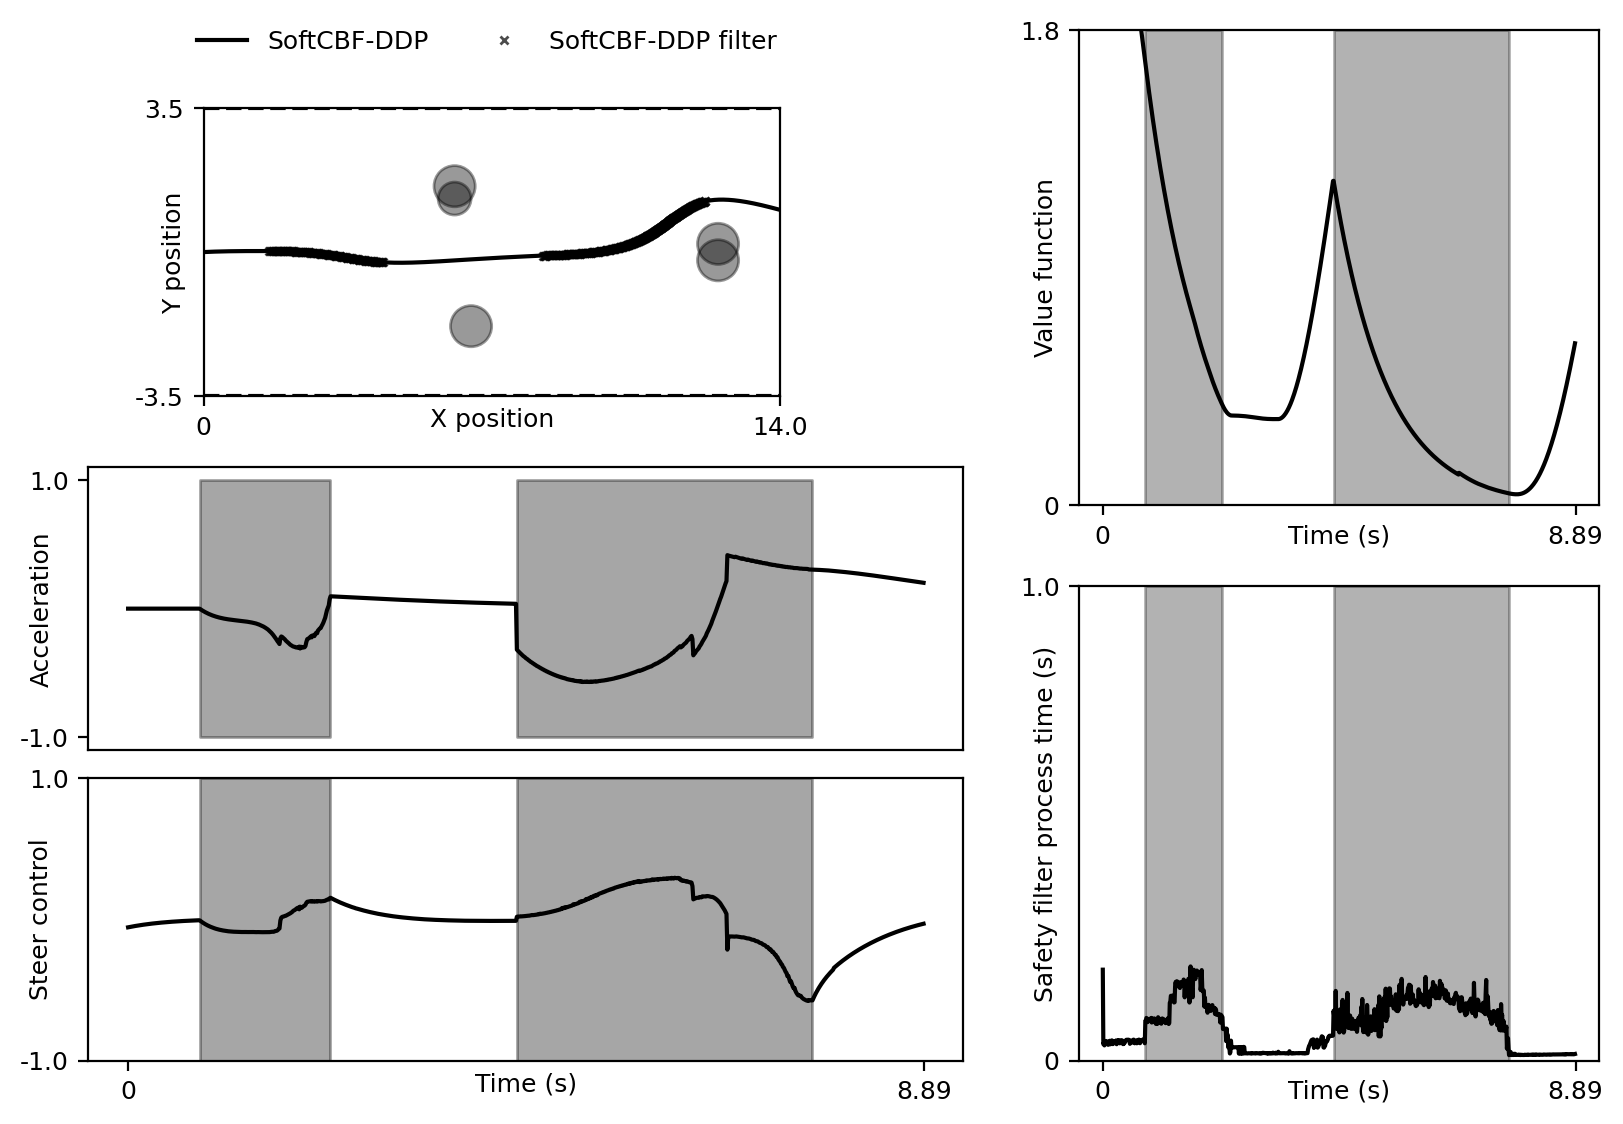 SoftCBF-DDP
SoftCBF-DDP filter
3.5
Y position
-3.5
0
X position
14.0
1.0
Acceleration
-1.0
1.0
Steer control
-1.0
0
Time (s)
8.89
1.8
Value function
0
0
Time (s)
8.89
1.0
Safety filter process time (s)
0
0
Time (s)
8.89